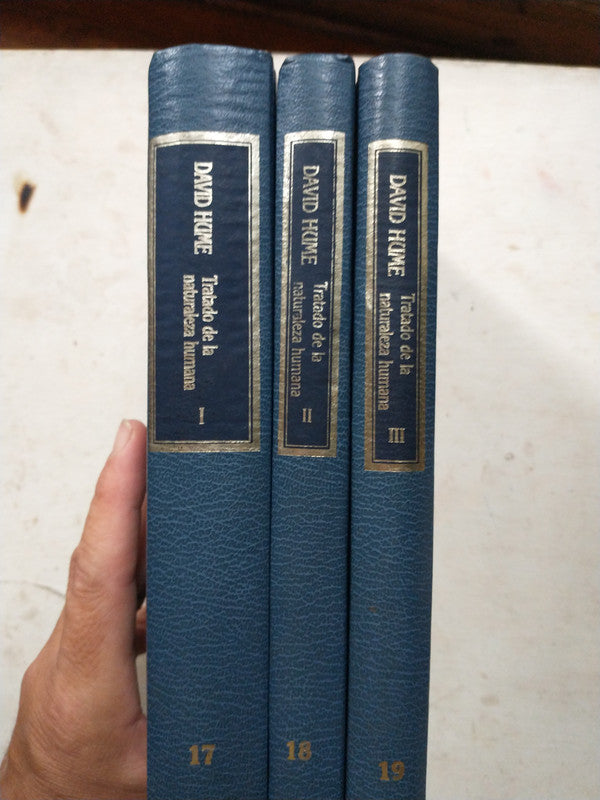 DAVID HUME
Tratado de la
naturaleza humana
I
17
DAVID HUME
Tratado de la
naturaleza humana
II
18
DAVID HUME
Tratado de la
naturaleza humana
III
19